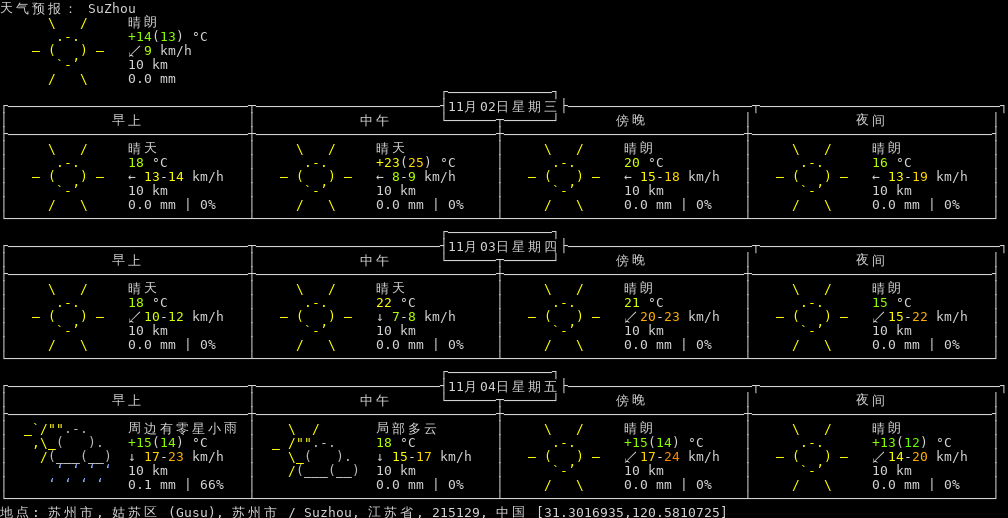 天气预报： SuZhou
晴朗
+14(13) °C
↙ 9 km/h
10 km
0.0 mm
11月02日星期三
早上 中午 傍晚 夜间
晴天 晴天 晴朗 晴朗
18 °C +23(25) °C 20 °C 16 °C
← 13-14 km/h ← 8-9 km/h ← 15-18 km/h ← 13-19 km/h
10 km 10 km 10 km 10 km
0.0 mm | 0% 0.0 mm | 0% 0.0 mm | 0% 0.0 mm | 0%
11月03日星期四
早上 中午 傍晚 夜间
晴天 晴天 晴朗 晴朗
18 °C 22 °C 21 °C 15 °C
↙ 10-12 km/h ↓ 7-8 km/h ↙ 20-23 km/h ↙ 15-22 km/h
10 km 10 km 10 km 10 km
0.0 mm | 0% 0.0 mm | 0% 0.0 mm | 0% 0.0 mm | 0%
11月04日星期五
早上 中午 傍晚 夜间
周边有零星小雨 局部多云 晴朗 晴朗
+15(14) °C 18 °C +15(14) °C +13(12) °C
↓ 17-23 km/h ↓ 15-17 km/h ↙ 17-24 km/h ↙ 14-20 km/h
10 km 10 km 10 km 10 km
0.1 mm | 66% 0.0 mm | 0% 0.0 mm | 0% 0.0 mm | 0%
地点: 苏州市, 姑苏区 (Gusu), 苏州市 / Suzhou, 江苏省, 215129, 中国 [31.3016935,120.5810725]